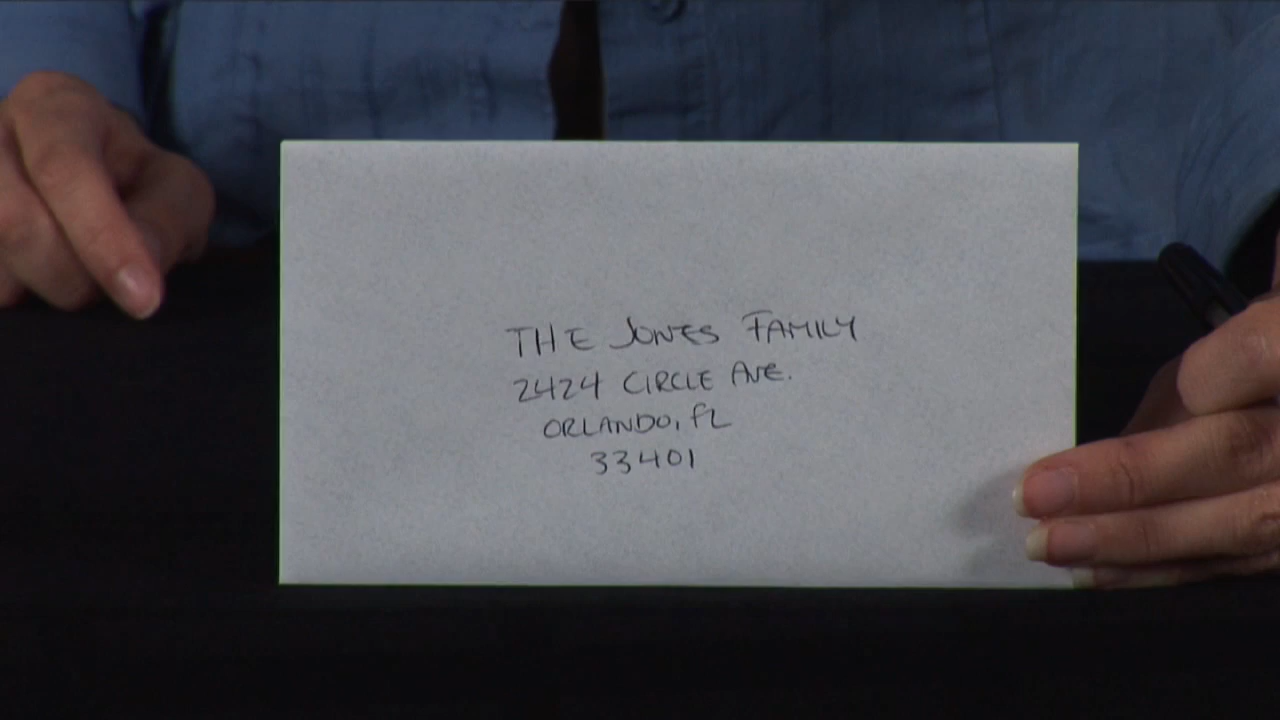 THE JONES FAMILY
2424 CIRCLE AVE.
ORLANDO, FL
33401